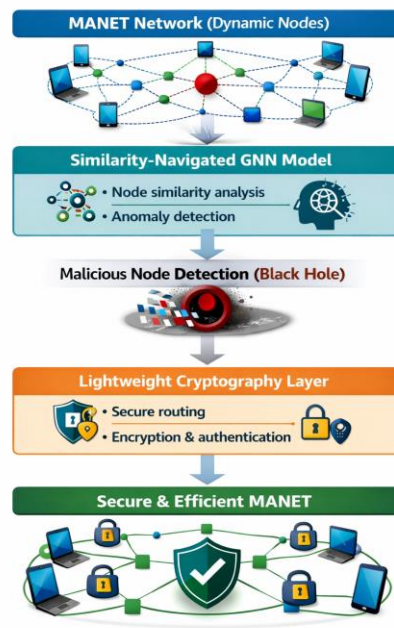 MANET Network (Dynamic Nodes)
Similarity-Navigated GNN Model
• Node similarity analysis
• Anomaly detection
Malicious Node Detection (Black Hole)
Lightweight Cryptography Layer
• Secure routing
• Encryption & authentication
Secure & Efficient MANET